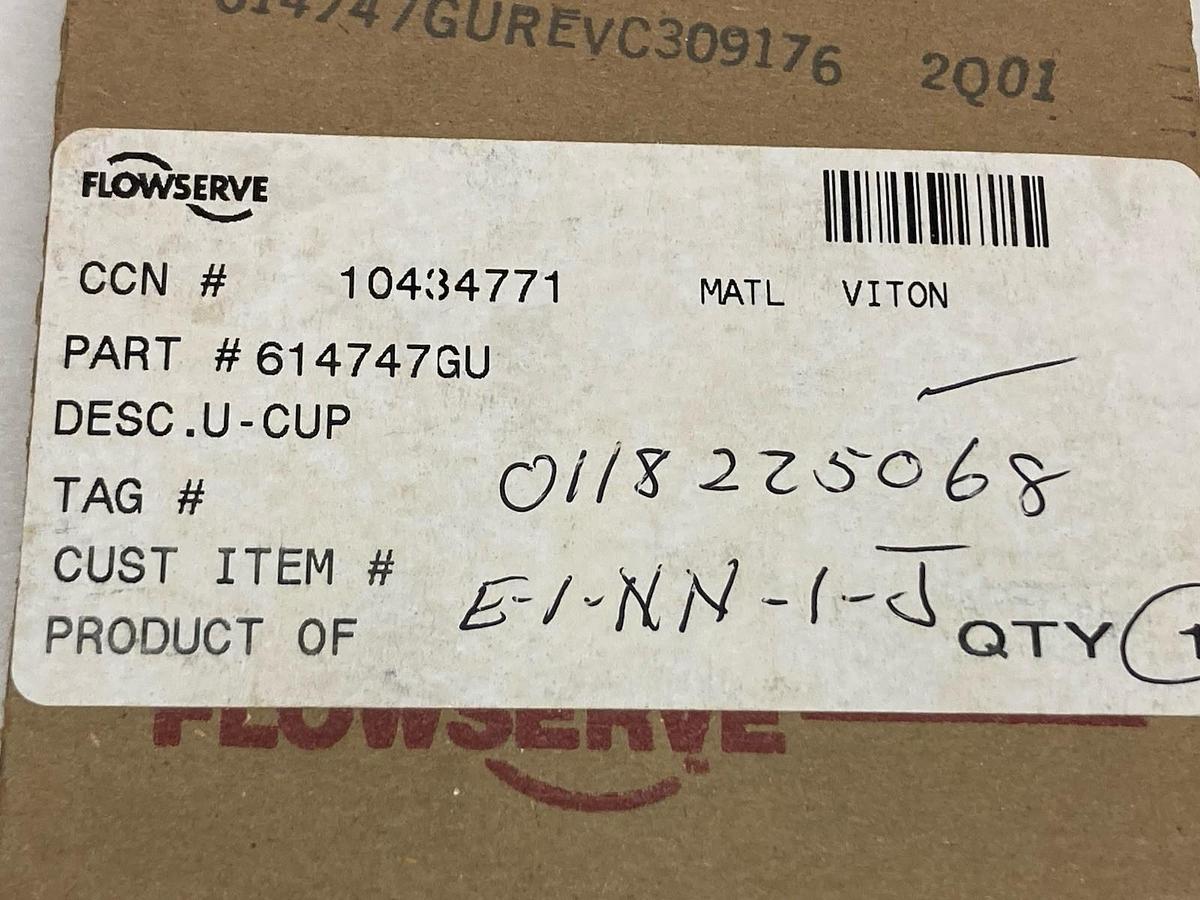 614747GUREVC309176 2Q01
FLOWSERVE
CCN # 10434771 MATL VITON
PART #614747GU
DESC.U-CUP
TAG # 0118225068
CUST ITEM # E-1-NN-1-J
PRODUCT OF QTY 1
FLOWSERVE